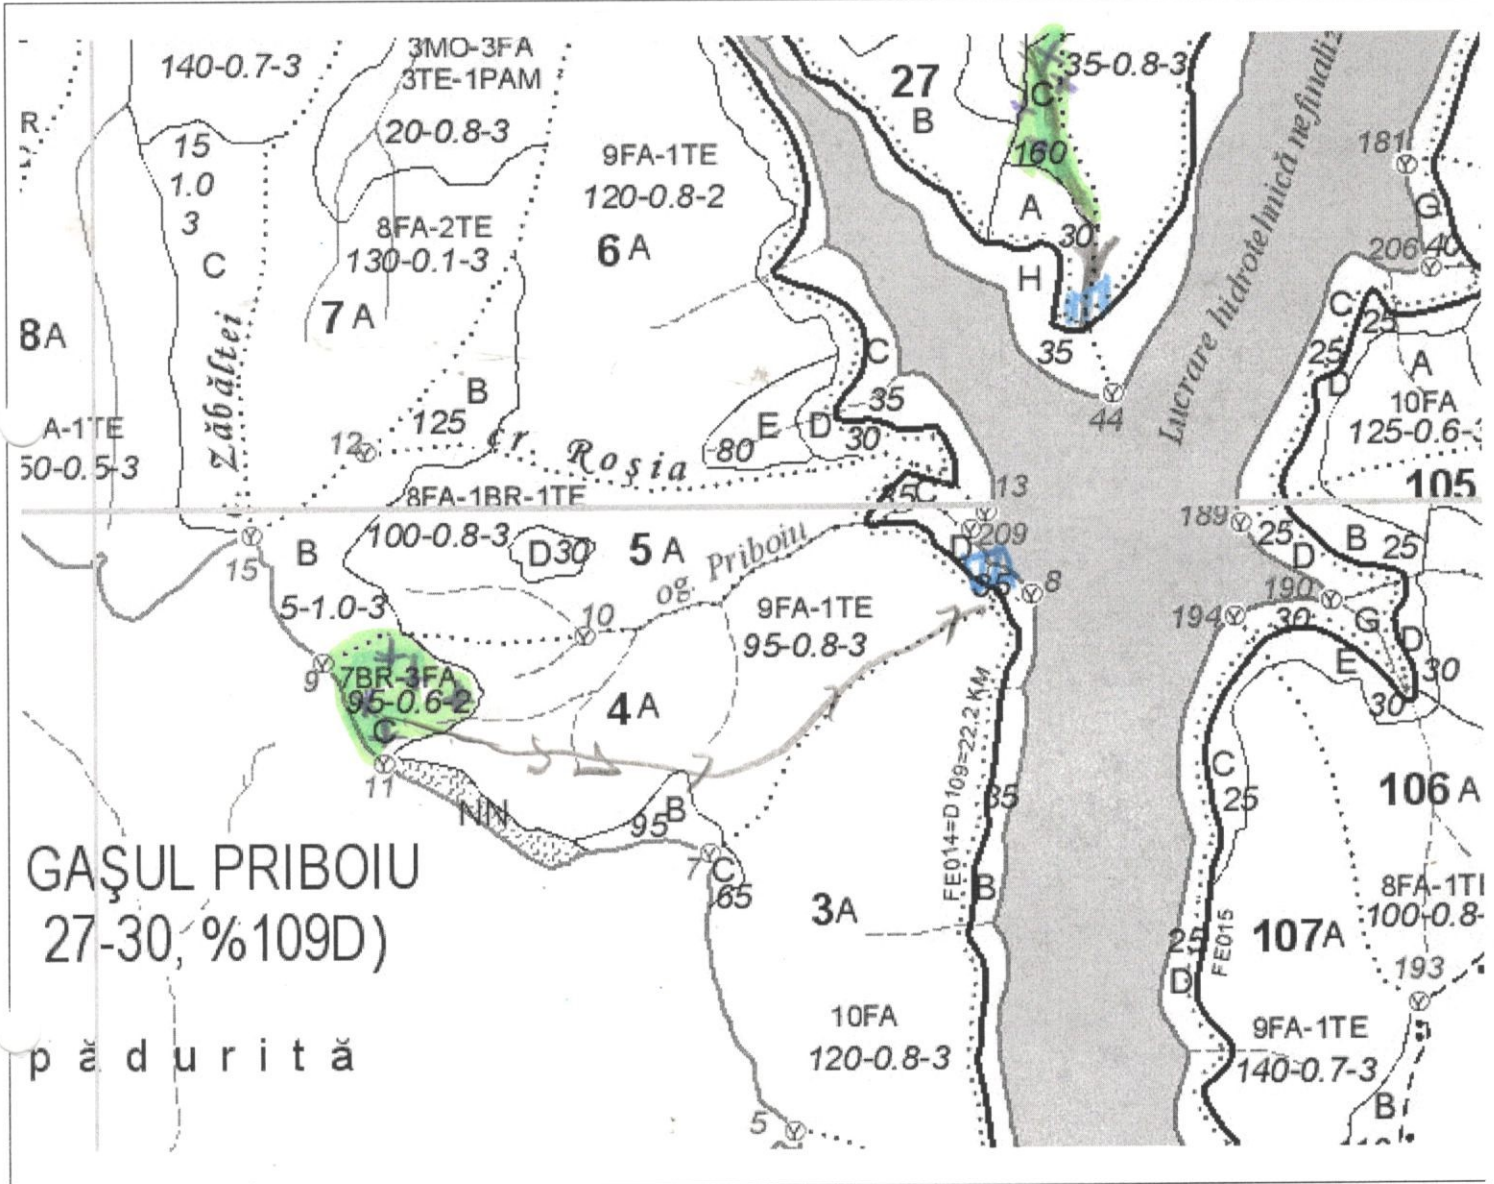 R
140-0.7-3
3MO-3FA
3TE-1PAM
20-0.8-3
27
B
C
35-0.8-3
160
15
1.0
3
C
8FA-2TE
130-0.1-3
9FA-1TE
120-0.8-2
6 A
7 A
A
30
H
35
44
Lucrare hidrotehnică nefinaliz
181
G
206
40
C
25
25
D
A
10FA
125-0.6-3
105
8A
Zăbălței
A-1TE
50-0.5-3
B
125
12
cr. Roșia
C
35
E
D
80
30
35
C
13
209
D
35
8
15
B
5-1.0-3
8FA-1BR-1TE
100-0.8-3
D30
5 A
og Priboiu
10
9FA-1TE
95-0.8-3
189
25
D
B
25
190
194
30
G
D
E
30
30
9
7BR-3FA
95-0.6-2
C
11
4 A
NN
95
B
7
C
65
FE014=D109=22,2 KM
35
B
C
25
106 A
GAȘUL PRIBOIU
27-30, %109D)
pădurită
3A
10FA
120-0.8-3
5
25
D
FE015
107A
8FA-1TE
100-0.8-
193
9FA-1TE
140-0.7-3
B